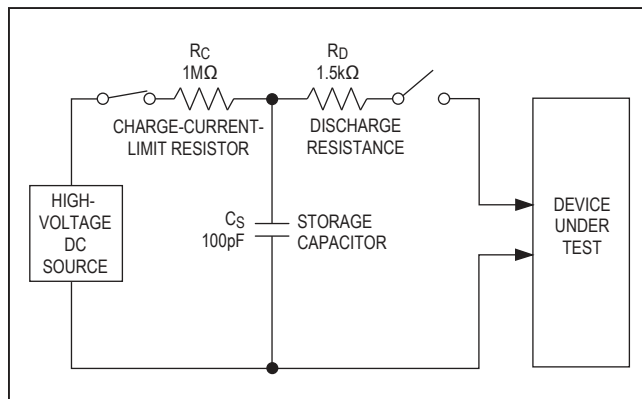 RC
1MΩ
CHARGE-CURRENT-
LIMIT RESISTOR
RD
1.5kΩ
DISCHARGE
RESISTANCE
HIGH-
VOLTAGE
DC
SOURCE
CS
100pF
STORAGE
CAPACITOR
DEVICE
UNDER
TEST